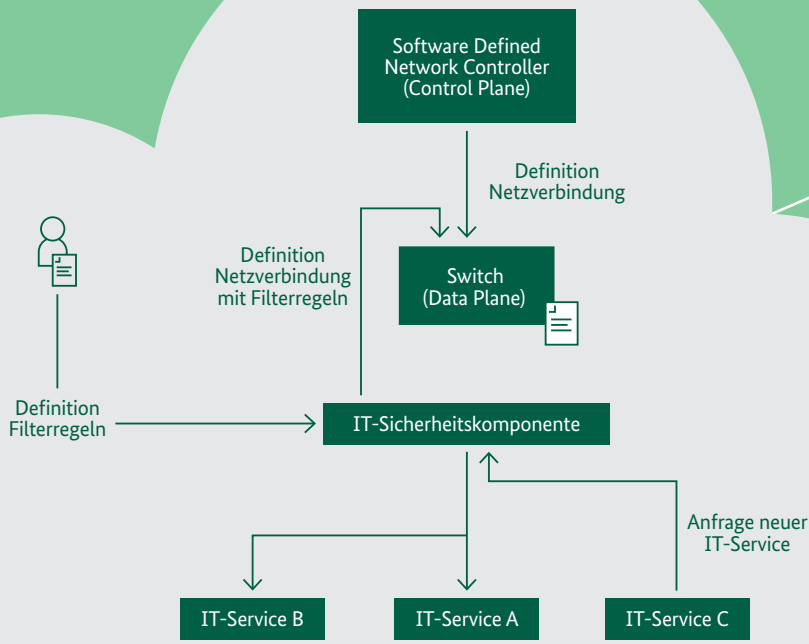 Software Defined
Network Controller
(Control Plane)
Definition
Netzverbindung
Definition
Netzverbindung
mit Filterregeln
Switch
(Data Plane)
Definition
Filterregeln
IT-Sicherheitskomponente
Anfrage neuer
IT-Service
IT-Service B
IT-Service A
IT-Service C